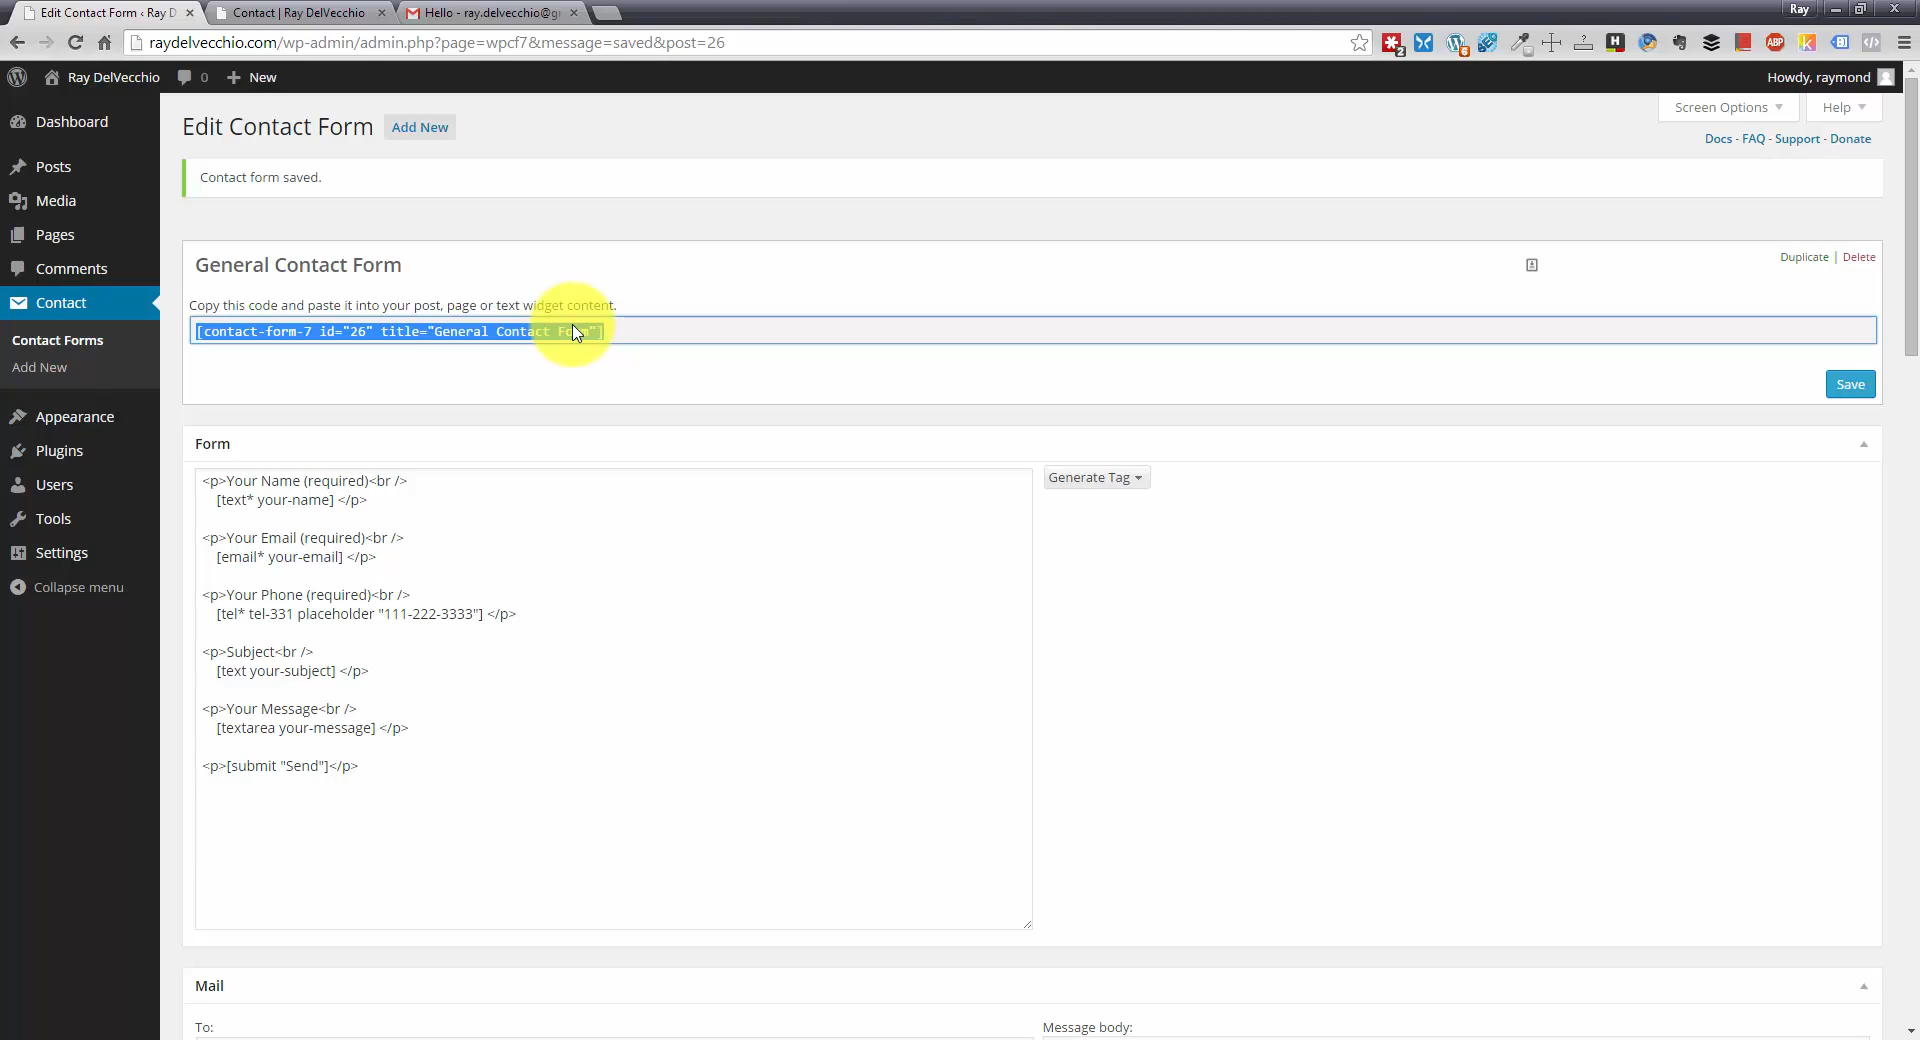 Edit Contact Form ‹ Ray D
Contact | Ray DelVecchio
Hello - ray.delvecchio@g
Ray
raydelvecchio.com/wp-admin/admin.php?page=wpcf7&message=saved&post=26
Ray DelVecchio
0
New
Howdy, raymond
Dashboard
Posts
Media
Pages
Comments
Contact
Contact Forms
Add New
Appearance
Plugins
Users
Tools
Settings
Collapse menu
Screen Options
Help
Edit Contact Form
Add New
Docs - FAQ - Support - Donate
Contact form saved.
General Contact Form
Duplicate | Delete
Copy this code and paste it into your post, page or text widget content.
[contact-form-7 id="26" title="General Contact Form"]
Save
Form
<p>Your Name (required)<br />
[text* your-name] </p>
<p>Your Email (required)<br />
[email* your-email] </p>
<p>Your Phone (required)<br />
[tel* tel-331 placeholder "111-222-3333"] </p>
<p>Subject<br />
[text your-subject] </p>
<p>Your Message<br />
[textarea your-message] </p>
<p>[submit "Send"]</p>
Generate Tag
Mail
To:
Message body: